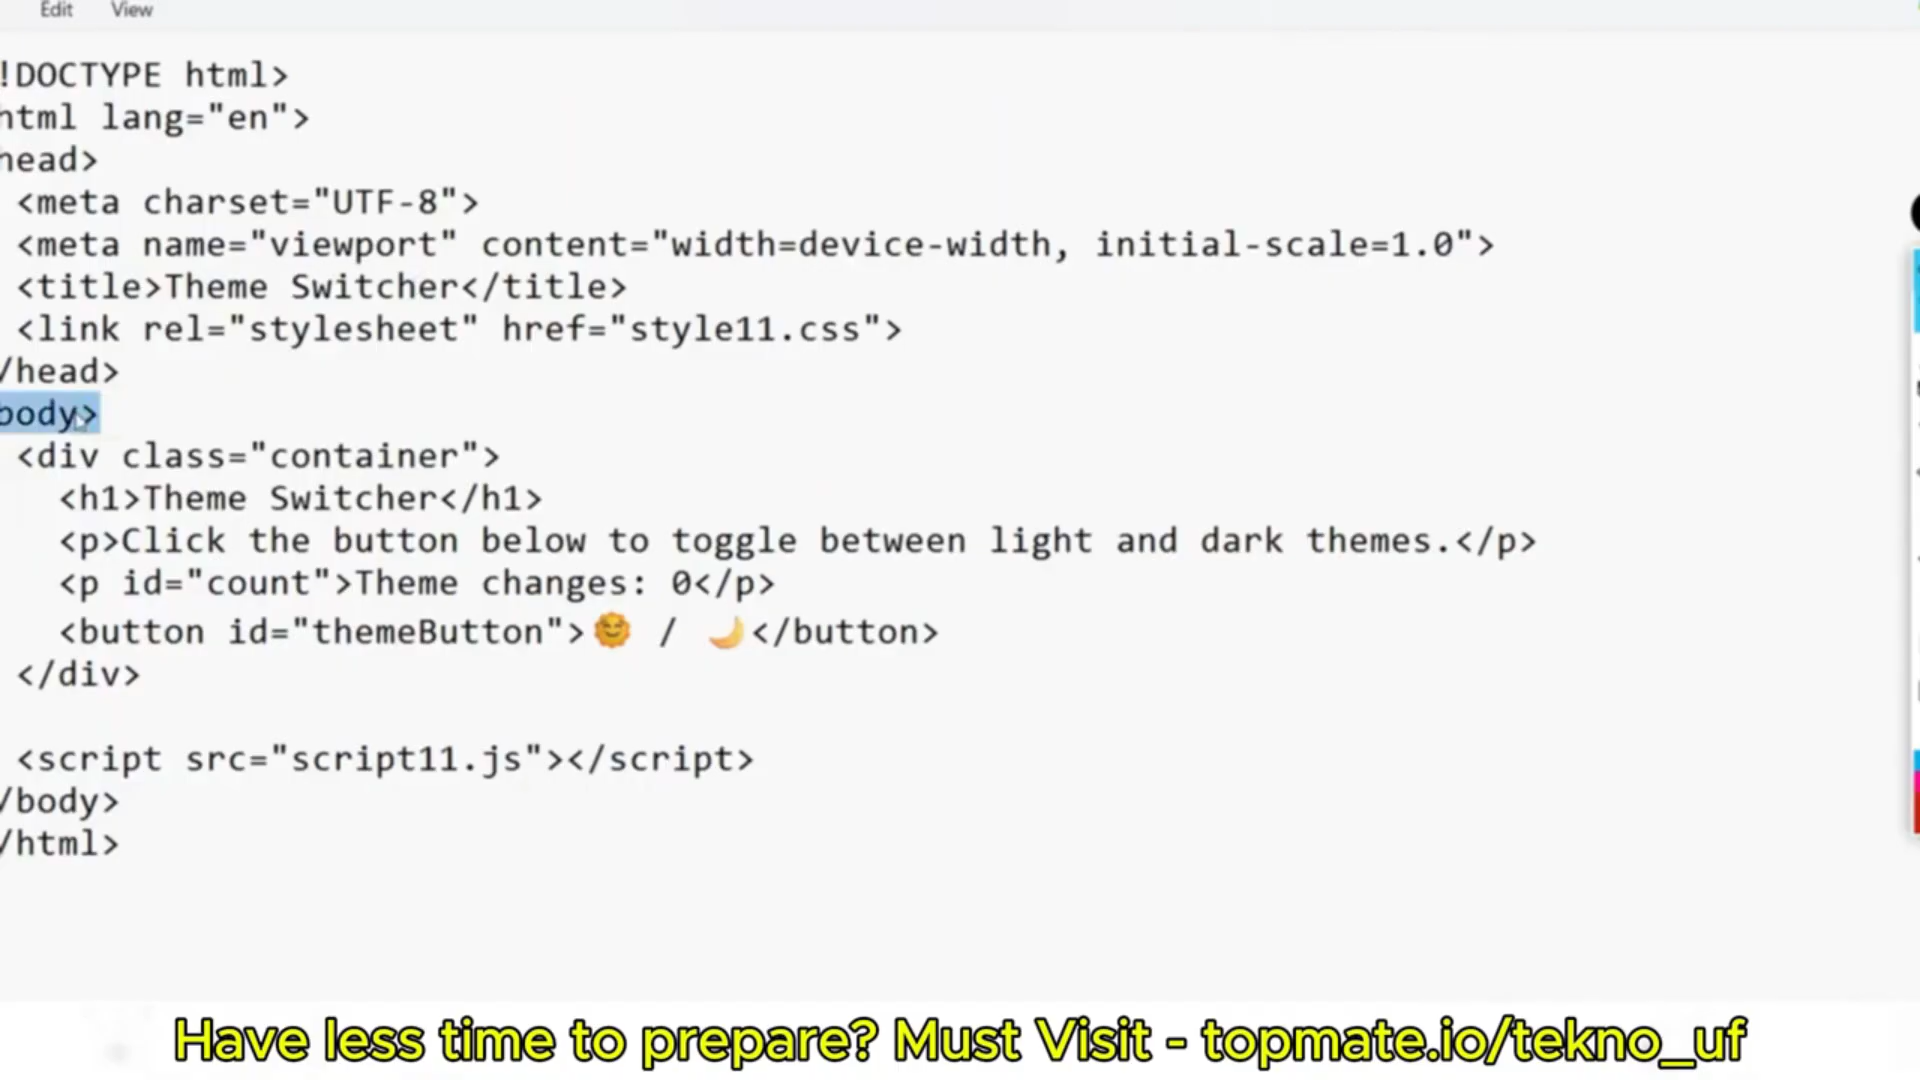 Edit View
!DOCTYPE html>
html lang="en">
head>
<meta charset="UTF-8">
<meta name="viewport" content="width=device-width, initial-scale=1.0">
<title>Theme Switcher</title>
<link rel="stylesheet" href="style11.css">
/head>
body>
<div class="container">
<h1>Theme Switcher</h1>
<p>Click the button below to toggle between light and dark themes.</p>
<p id="count">Theme changes: 0</p>
<button id="themeButton">🌞 / 🌙</button>
</div>
<script src="script11.js"></script>
/body>
/html>
Have less time to prepare? Must Visit - topmate.io/tekno_uf